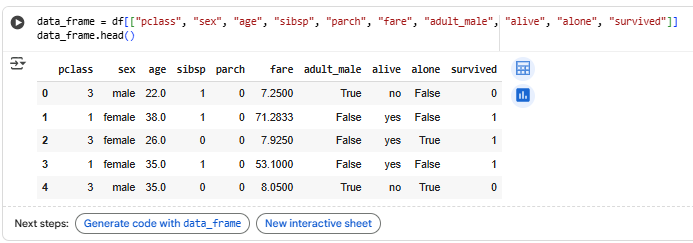 data_frame = df[["pclass", "sex", "age", "sibsp", "parch", "fare", "adult_male", "alive", "alone", "survived"]]
data_frame.head()
pclass sex age sibsp parch fare adult_male alive alone survived
0 3 male 22.0 1 0 7.2500 True no False 0
1 1 female 38.0 1 0 71.2833 False yes False 1
2 3 female 26.0 0 0 7.9250 False yes True 1
3 1 female 35.0 1 0 53.1000 False yes False 1
4 3 male 35.0 0 0 8.0500 True no True 0
Next steps: Generate code with data_frame New interactive sheet